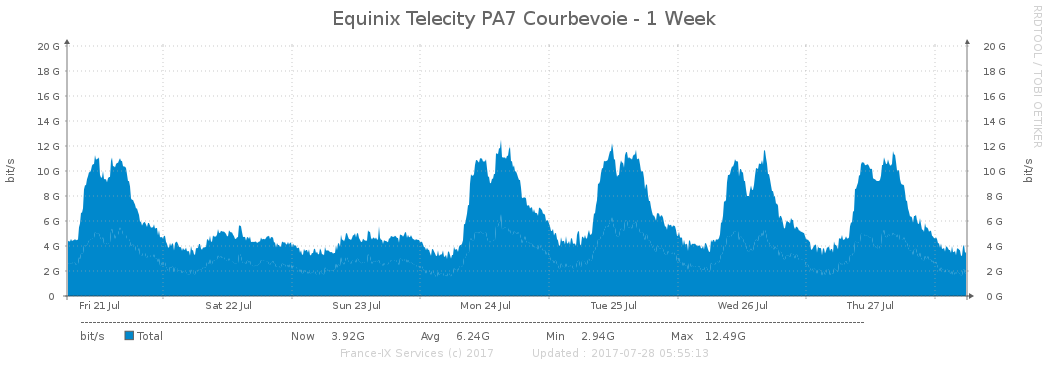 Equinix Telecity PA7 Courbevoie - 1 Week
RRDTOOL / TOBI OETIKER
20 G 20 G
18 G 18 G
16 G 16 G
14 G 14 G
12 G 12 G
10 G 10 G
8 G 8 G
6 G 6 G
4 G 4 G
2 G 2 G
0 0 G
bit/s bit/s
Fri 21 Jul Sat 22 Jul Sun 23 Jul Mon 24 Jul Tue 25 Jul Wed 26 Jul Thu 27 Jul
bit/s Total Now 3.92G Avg 6.24G Min 2.94G Max 12.49G
France-IX Services (c) 2017 Updated : 2017-07-28 05:55:13